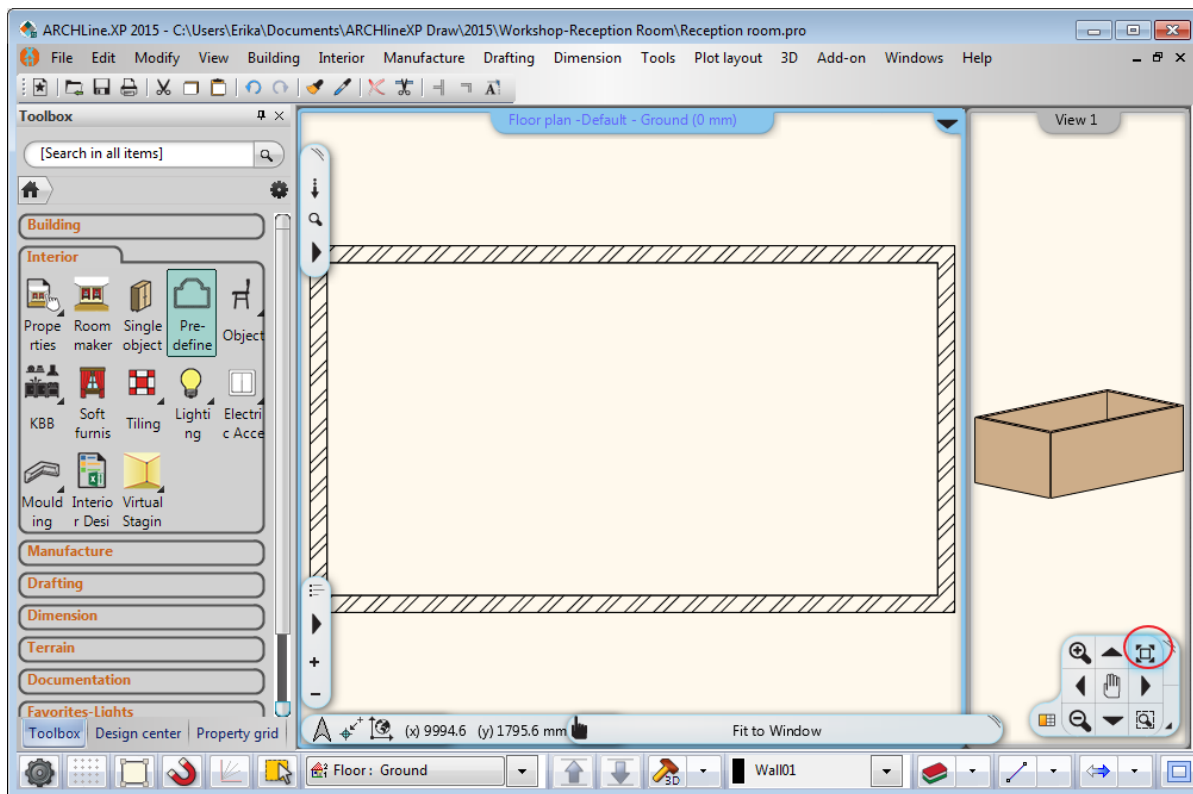 ARCHLine.XP 2015 - C:\Users\Erika\Documents\ARCHlineXP Draw\2015\Workshop-Reception Room\Reception room.pro
File Edit Modify View Building Interior Manufacture Drafting Dimension Tools Plot layout 3D Add-on Windows Help
Toolbox
[Search in all items]
Building
Interior
Prope
rties
Room
maker
Single
object
Pre-
define
Object
KBB
Soft
furnis
Tiling
Lighti
ng
Electri
c Acce
Mould
ing
Interio
r Desi
Virtual
Stagin
Manufacture
Drafting
Dimension
Terrain
Documentation
Favorites-Lights
Toolbox Design center Property grid
Floor plan -Default - Ground (0 mm)
View 1
(x) 9994.6 (y) 1795.6 mm
Fit to Window
Floor : Ground
3D
Wall01